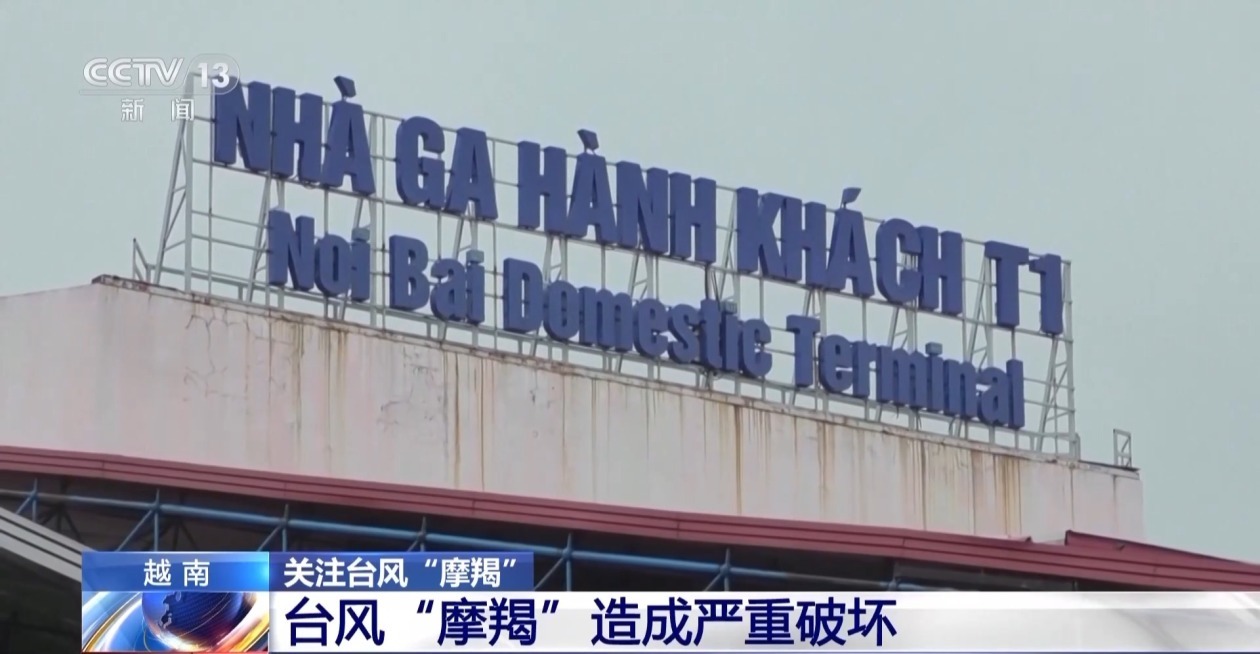 CCTV 13
新闻
NHÀ GA HÀNH KHÁCH T1
Noi Bai Domestic Terminal
越南
关注台风“摩羯”
台风“摩羯”造成严重破坏